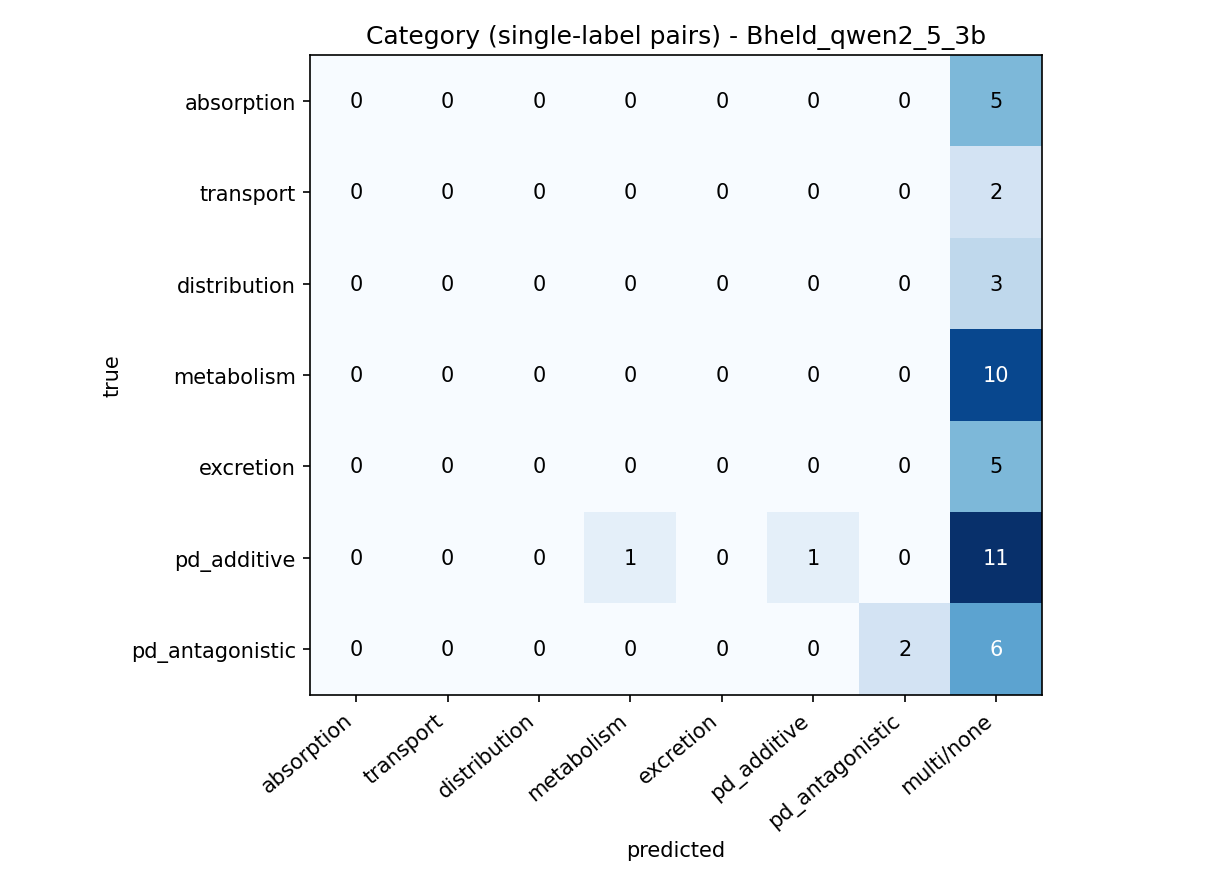 Category (single-label pairs) - Bheld_qwen2_5_3b
absorption 0 0 0 0 0 0 0 5
transport 0 0 0 0 0 0 0 2
distribution 0 0 0 0 0 0 0 3
true
metabolism 0 0 0 0 0 0 0 10
excretion 0 0 0 0 0 0 0 5
pd_additive 0 0 0 1 0 1 0 11
pd_antagonistic 0 0 0 0 0 0 2 6
absorption transport distribution metabolism excretion pd_additive pd_antagonistic multi/none
predicted